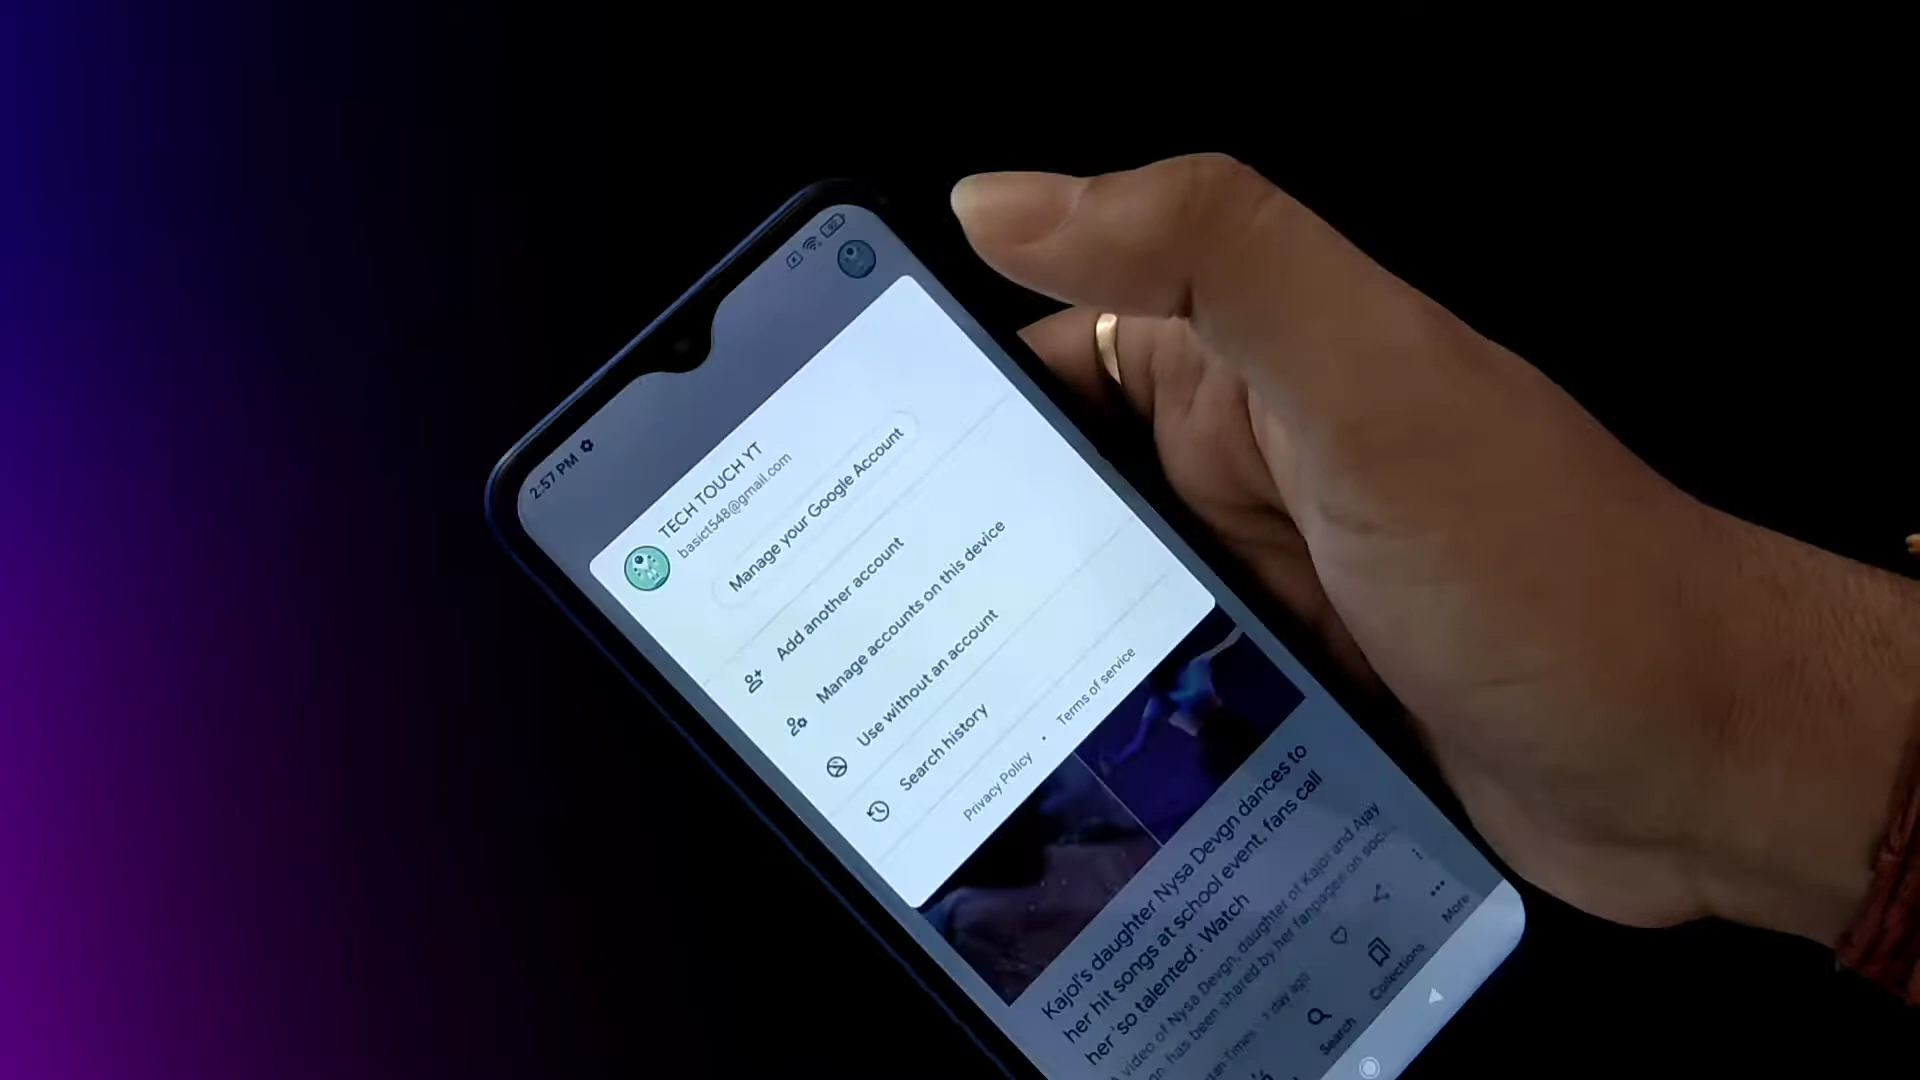 2:57 PM
TECH TOUCH YT
basict548@gmail.com
Manage your Google Account
Add another account
Manage accounts on this device
Use without an account
Search history
Privacy Policy • Terms of service
Kajol's daughter Nysa Devgn dances to
her hit songs at school event, fans call
her 'so talented'. Watch
A video of Nysa Devgn, daughter of Kajol and Ajay
has been shared by her fanpages on soci...
1 day ago
Search
Collections
More